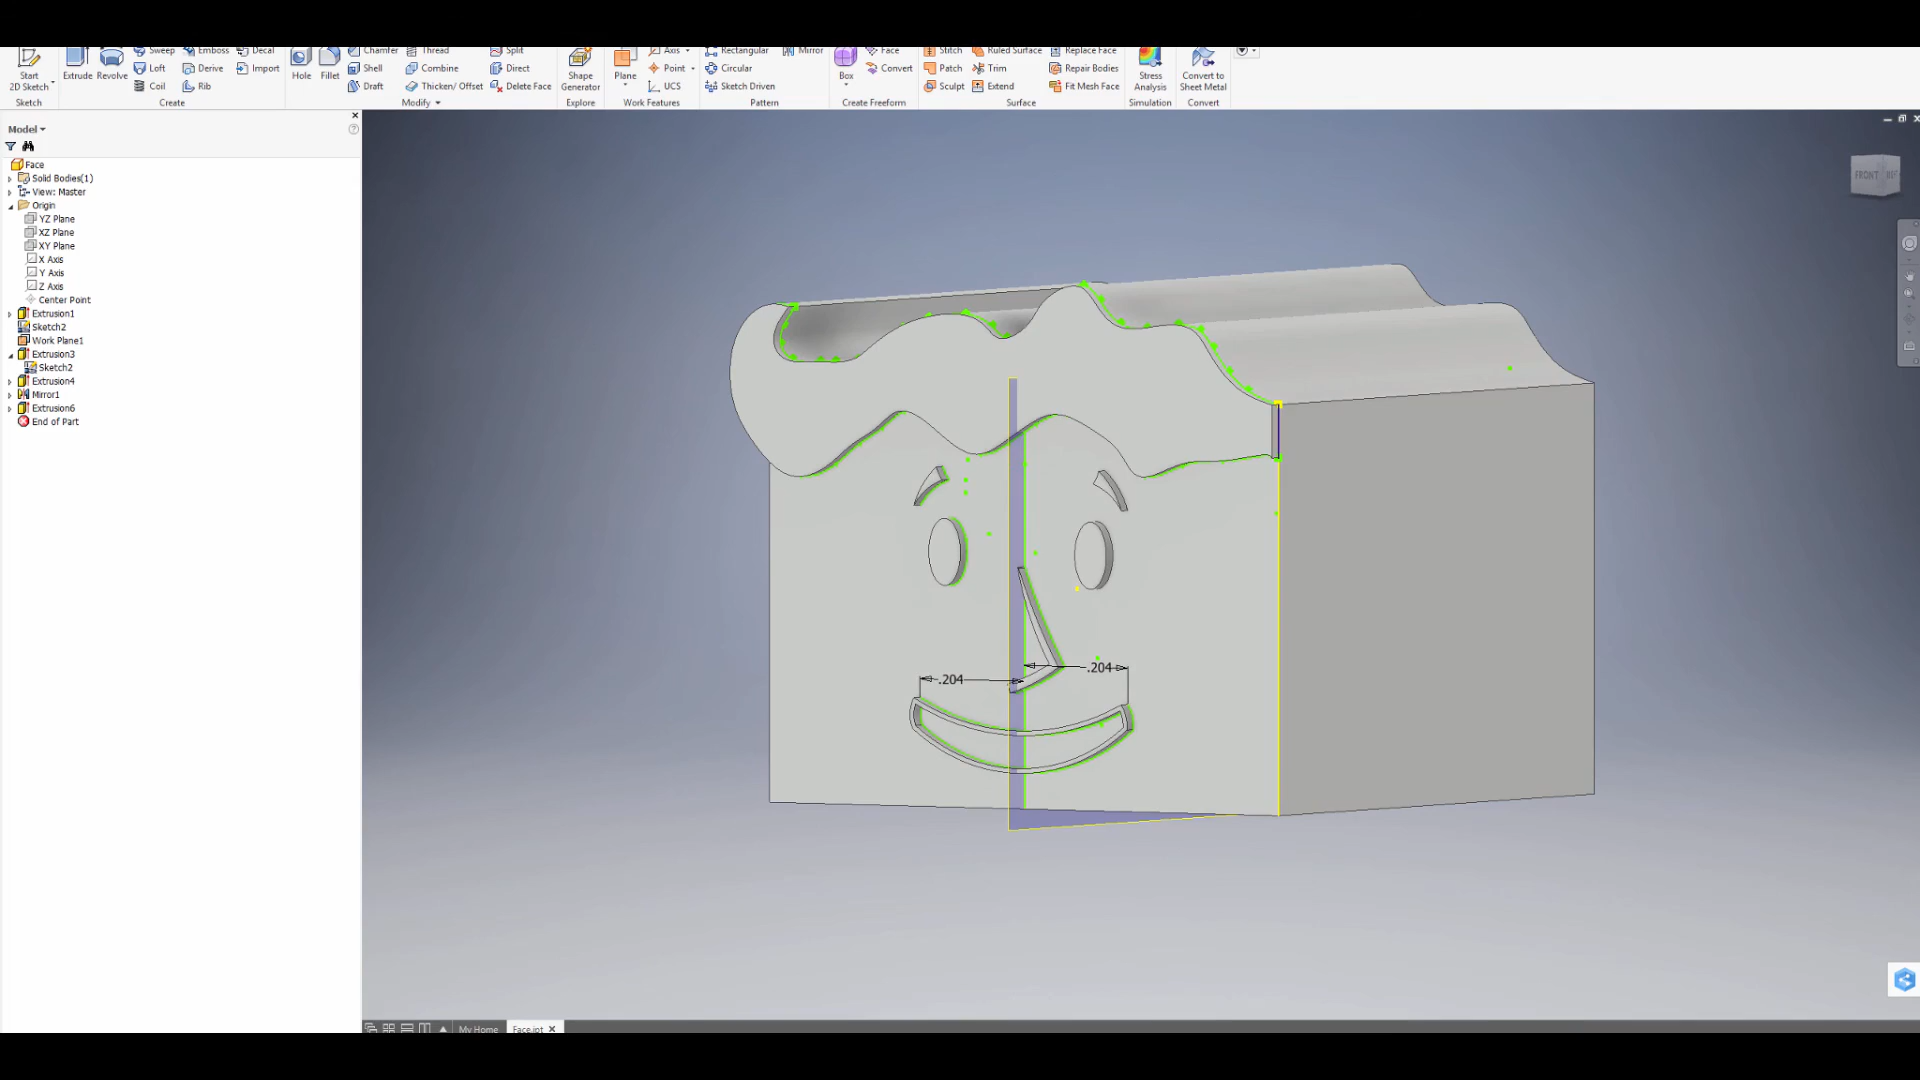 Sweep Emboss Decal Chamfer Thread Split Axis Rectangular Mirror Face Stitch Ruled Surface Replace Face
Start Extrude Revolve Loft Derive Import Hole Fillet Shell Combine Direct Shape Plane Point Circular Box Convert Patch Trim Repair Bodies Stress Convert to
2D Sketch Coil Rib Draft Thicken/ Offset Delete Face Generator UCS Sketch Driven Sculpt Extend Fit Mesh Face Analysis Sheet Metal
Sketch Create Modify Explore Work Features Pattern Create Freeform Surface Simulation Convert
Model
Face
Solid Bodies(1)
View: Master
Origin
YZ Plane
XZ Plane
XY Plane
X Axis
Y Axis
Z Axis
Center Point
Extrusion1
Sketch2
Work Plane1
Extrusion3
Sketch2
Extrusion4
Mirror1
Extrusion6
End of Part
FRONT
.204
.204
My Home Face.ipt